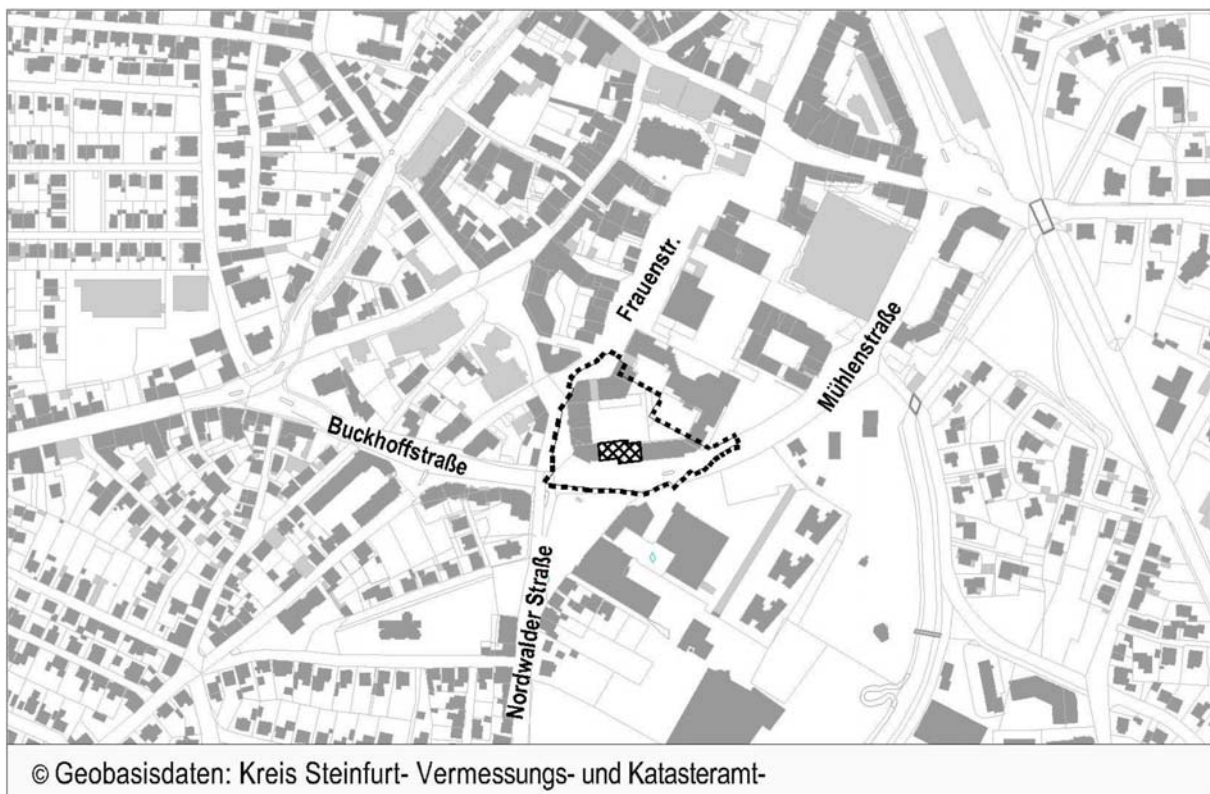 Frauenstr.
Mühlenstraße
Buckhoffstraße
Nordwalder Straße
© Geobasisdaten: Kreis Steinfurt- Vermessungs- und Katasteramt-